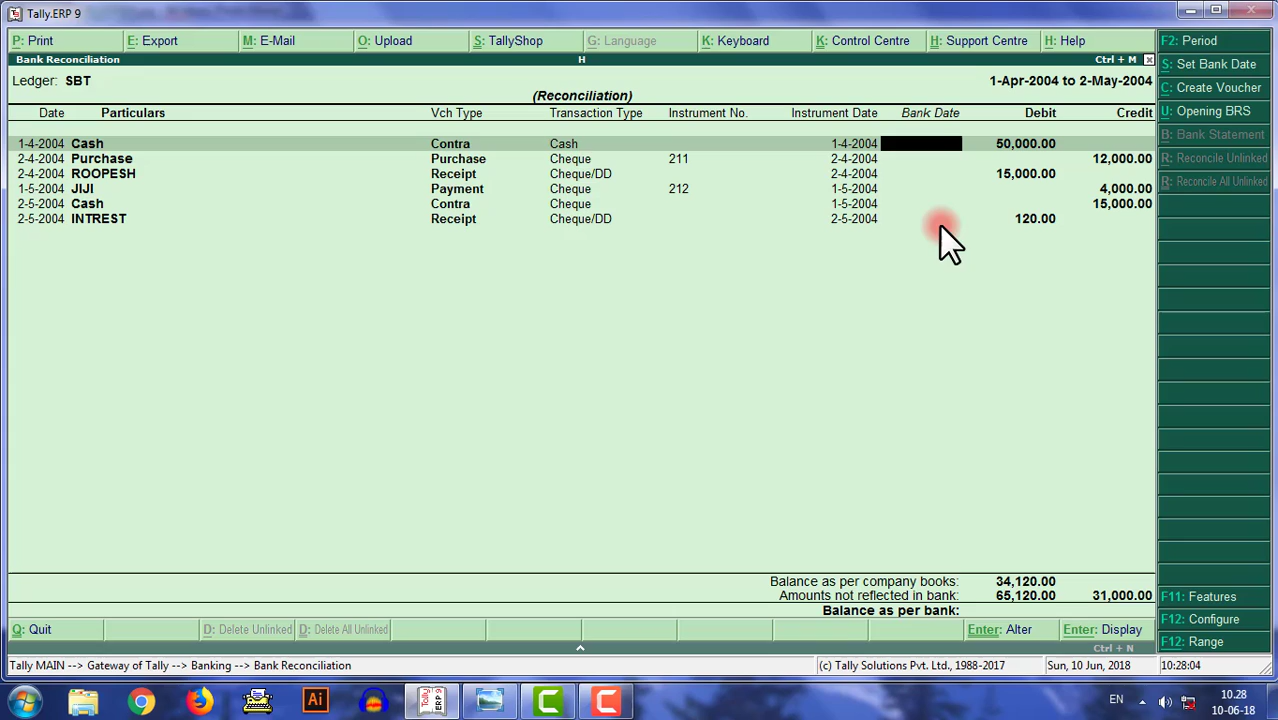 Tally.ERP 9
P: Print E: Export M: E-Mail O: Upload S: TallyShop G: Language K: Keyboard K: Control Centre H: Support Centre H: Help
F2: Period
Bank Reconciliation H Ctrl + M
S: Set Bank Date
Ledger: SBT 1-Apr-2004 to 2-May-2004
C: Create Voucher
(Reconciliation)
U: Opening BRS
Date Particulars Vch Type Transaction Type Instrument No. Instrument Date Bank Date Debit Credit
B: Bank Statement
1-4-2004 Cash Contra Cash 1-4-2004 50,000.00
2-4-2004 Purchase Purchase Cheque 211 2-4-2004 12,000.00
R: Reconcile Unlinked
2-4-2004 ROOPESH Receipt Cheque/DD 2-4-2004 15,000.00
R: Reconcile All Unlinked
1-5-2004 JIJI Payment Cheque 212 1-5-2004 4,000.00
2-5-2004 Cash Contra Cheque 1-5-2004 15,000.00
2-5-2004 INTREST Receipt Cheque/DD 2-5-2004 120.00
Balance as per company books: 34,120.00
Amounts not reflected in bank: 65,120.00 31,000.00
F11: Features
Balance as per bank:
F12: Configure
Q: Quit D: Delete Unlinked D: Delete All Unlinked Enter: Alter Enter: Display
F12: Range
Ctrl + N
Tally MAIN --> Gateway of Tally --> Banking --> Bank Reconciliation (c) Tally Solutions Pvt. Ltd., 1988-2017 Sun, 10 Jun, 2018 10:28:04
Ai Tally ERP 9 EN 10.28
10-06-18